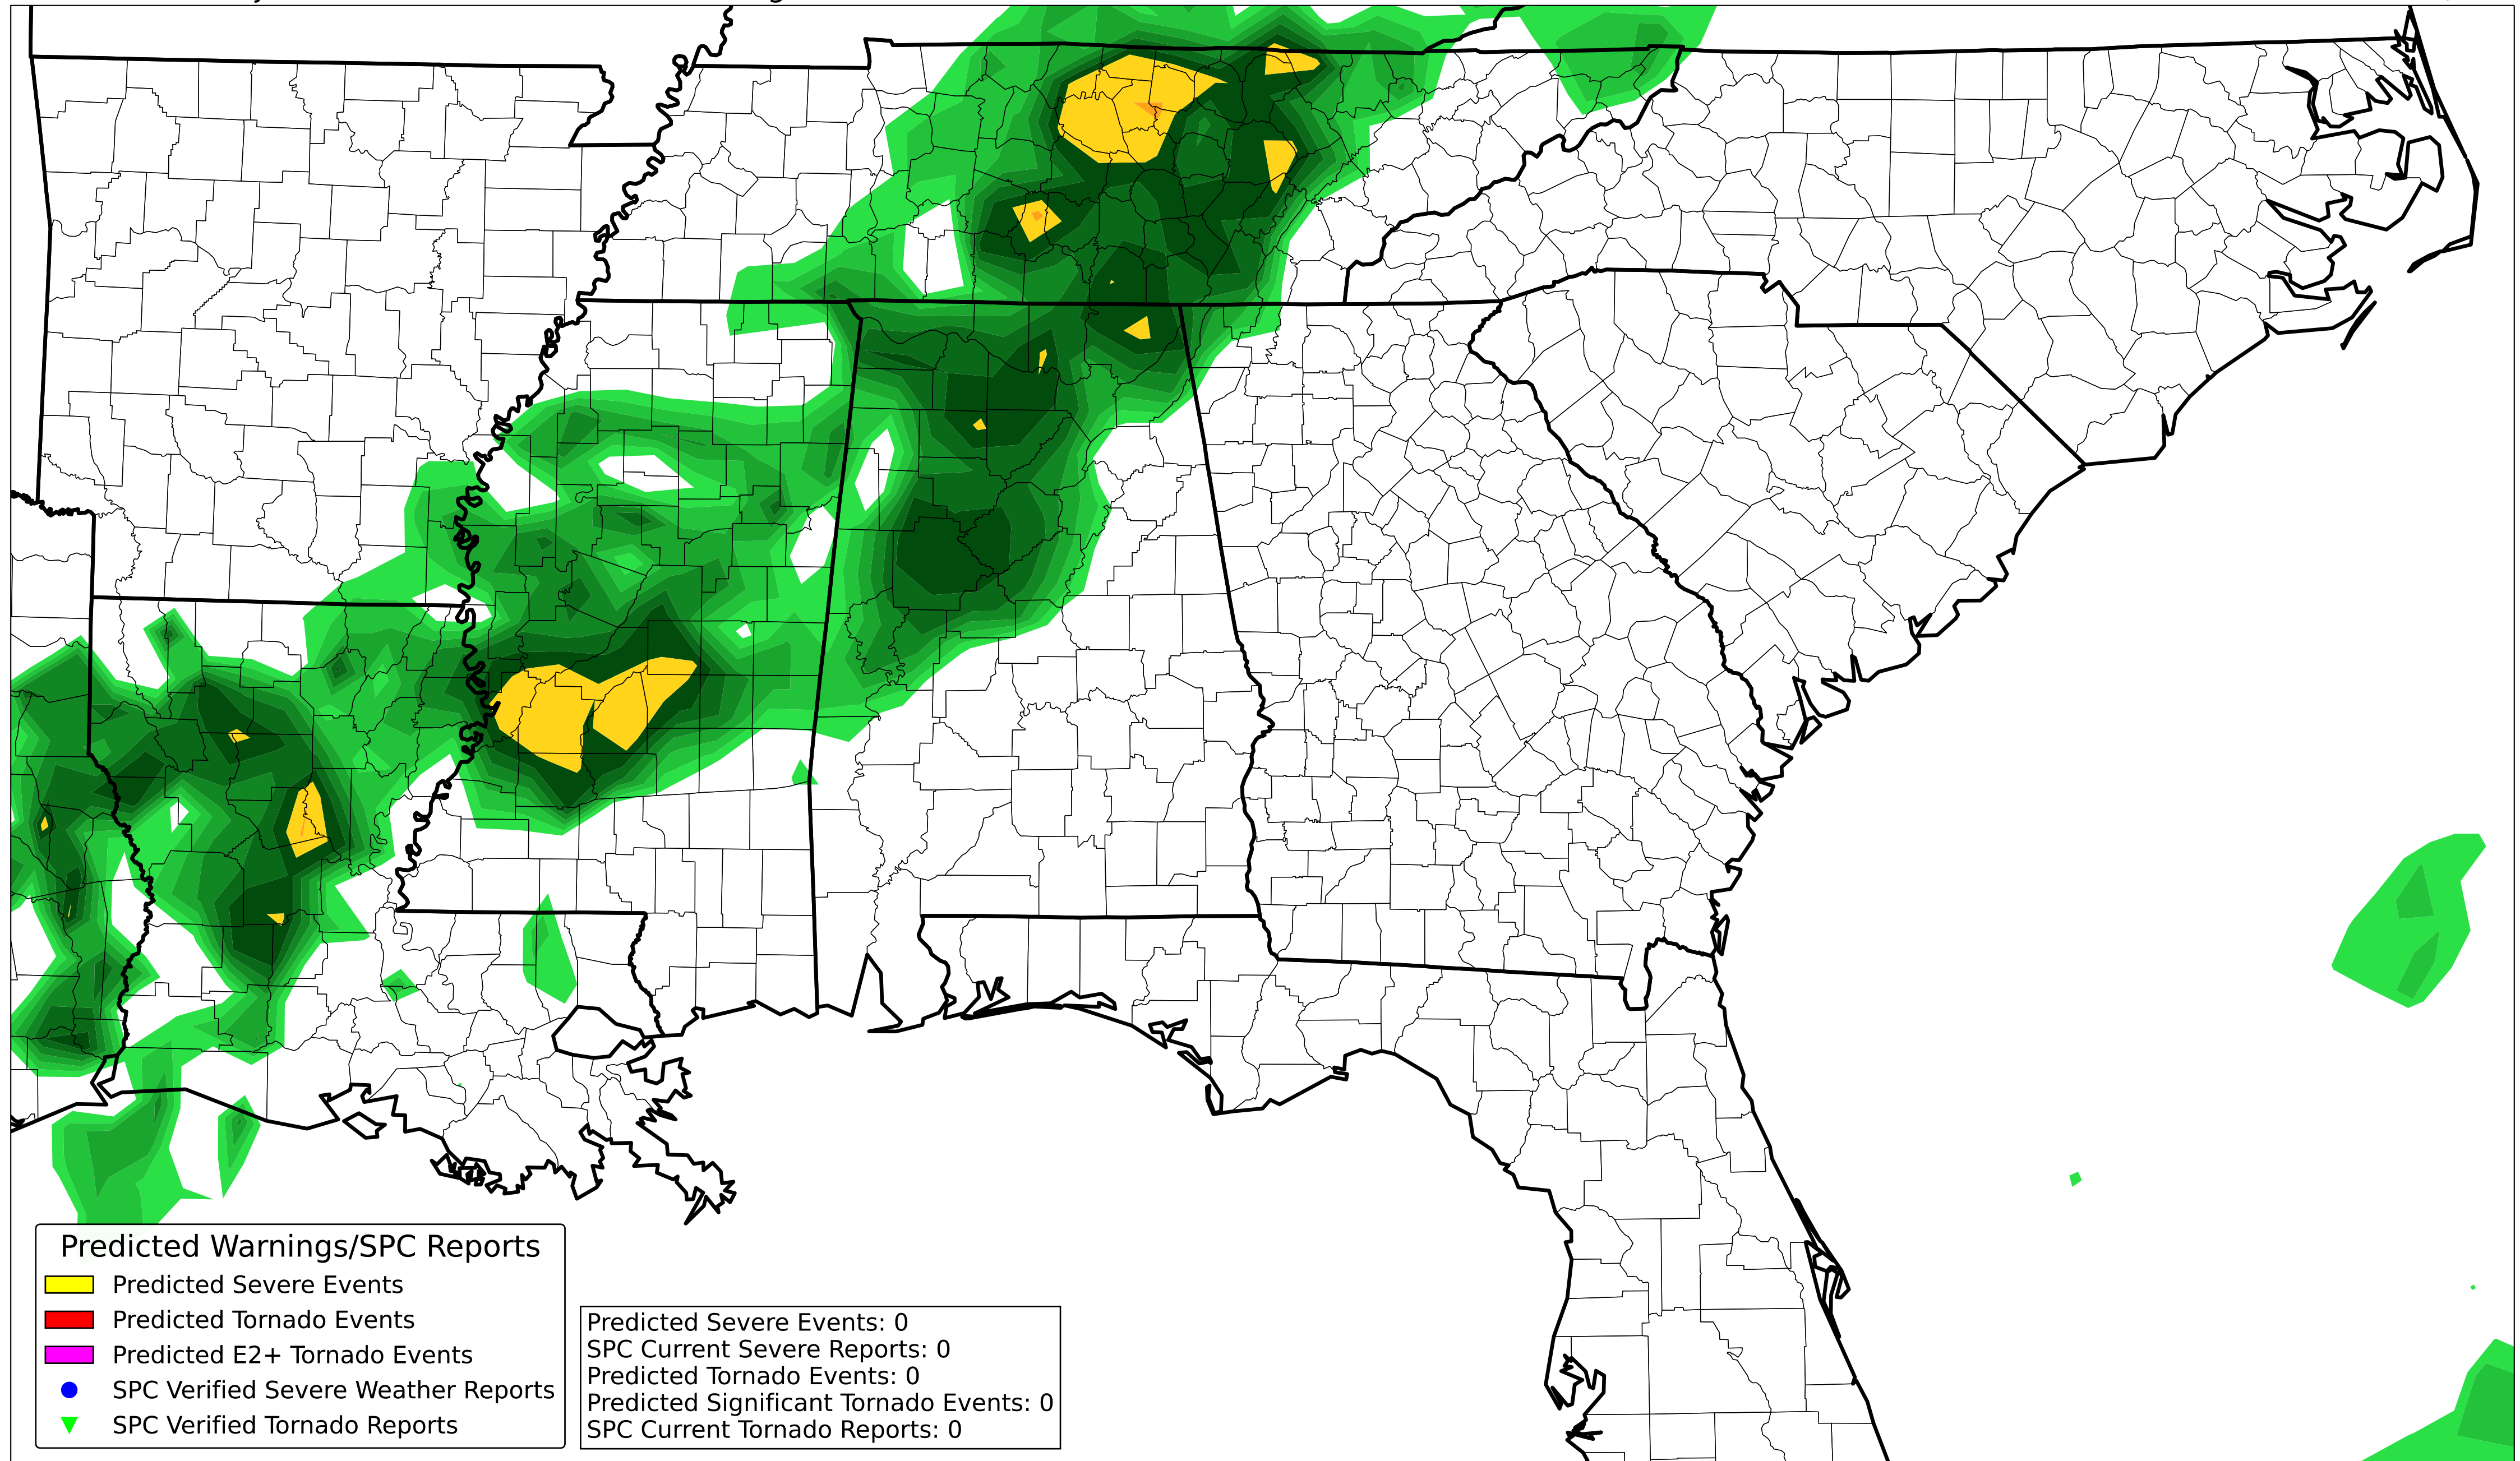 Predicted Warnings/SPC Reports
Predicted Severe Events
Predicted Tornado Events
Predicted E2+ Tornado Events
SPC Verified Severe Weather Reports
SPC Verified Tornado Reports
Predicted Severe Events: 0
SPC Current Severe Reports: 0
Predicted Tornado Events: 0
Predicted Significant Tornado Events: 0
SPC Current Tornado Reports: 0